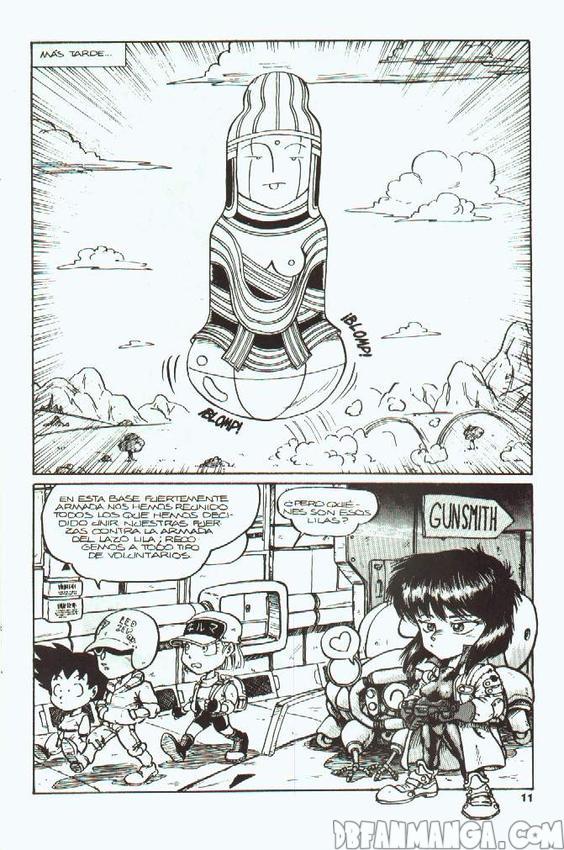 MÁS TARDE...
¡BLOMP!
¡BLOMP!
EN ESTA BASE FUERTEMENTE
ARMADA NOS HEMOS REUNIDO
TODOS LOS QUE HEMOS DECI-
DIDO UNIR NUESTRAS FUER-
ZAS CONTRA LA ARMADA
DEL LAZO LILA; RECO-
GEMOS A TODO TIPO
DE VOLUNTARIOS.
¿PERO QUIÉ-
NES SON ESOS
LILAS?
GUNSMITH
11
DBFANMANGA.COM